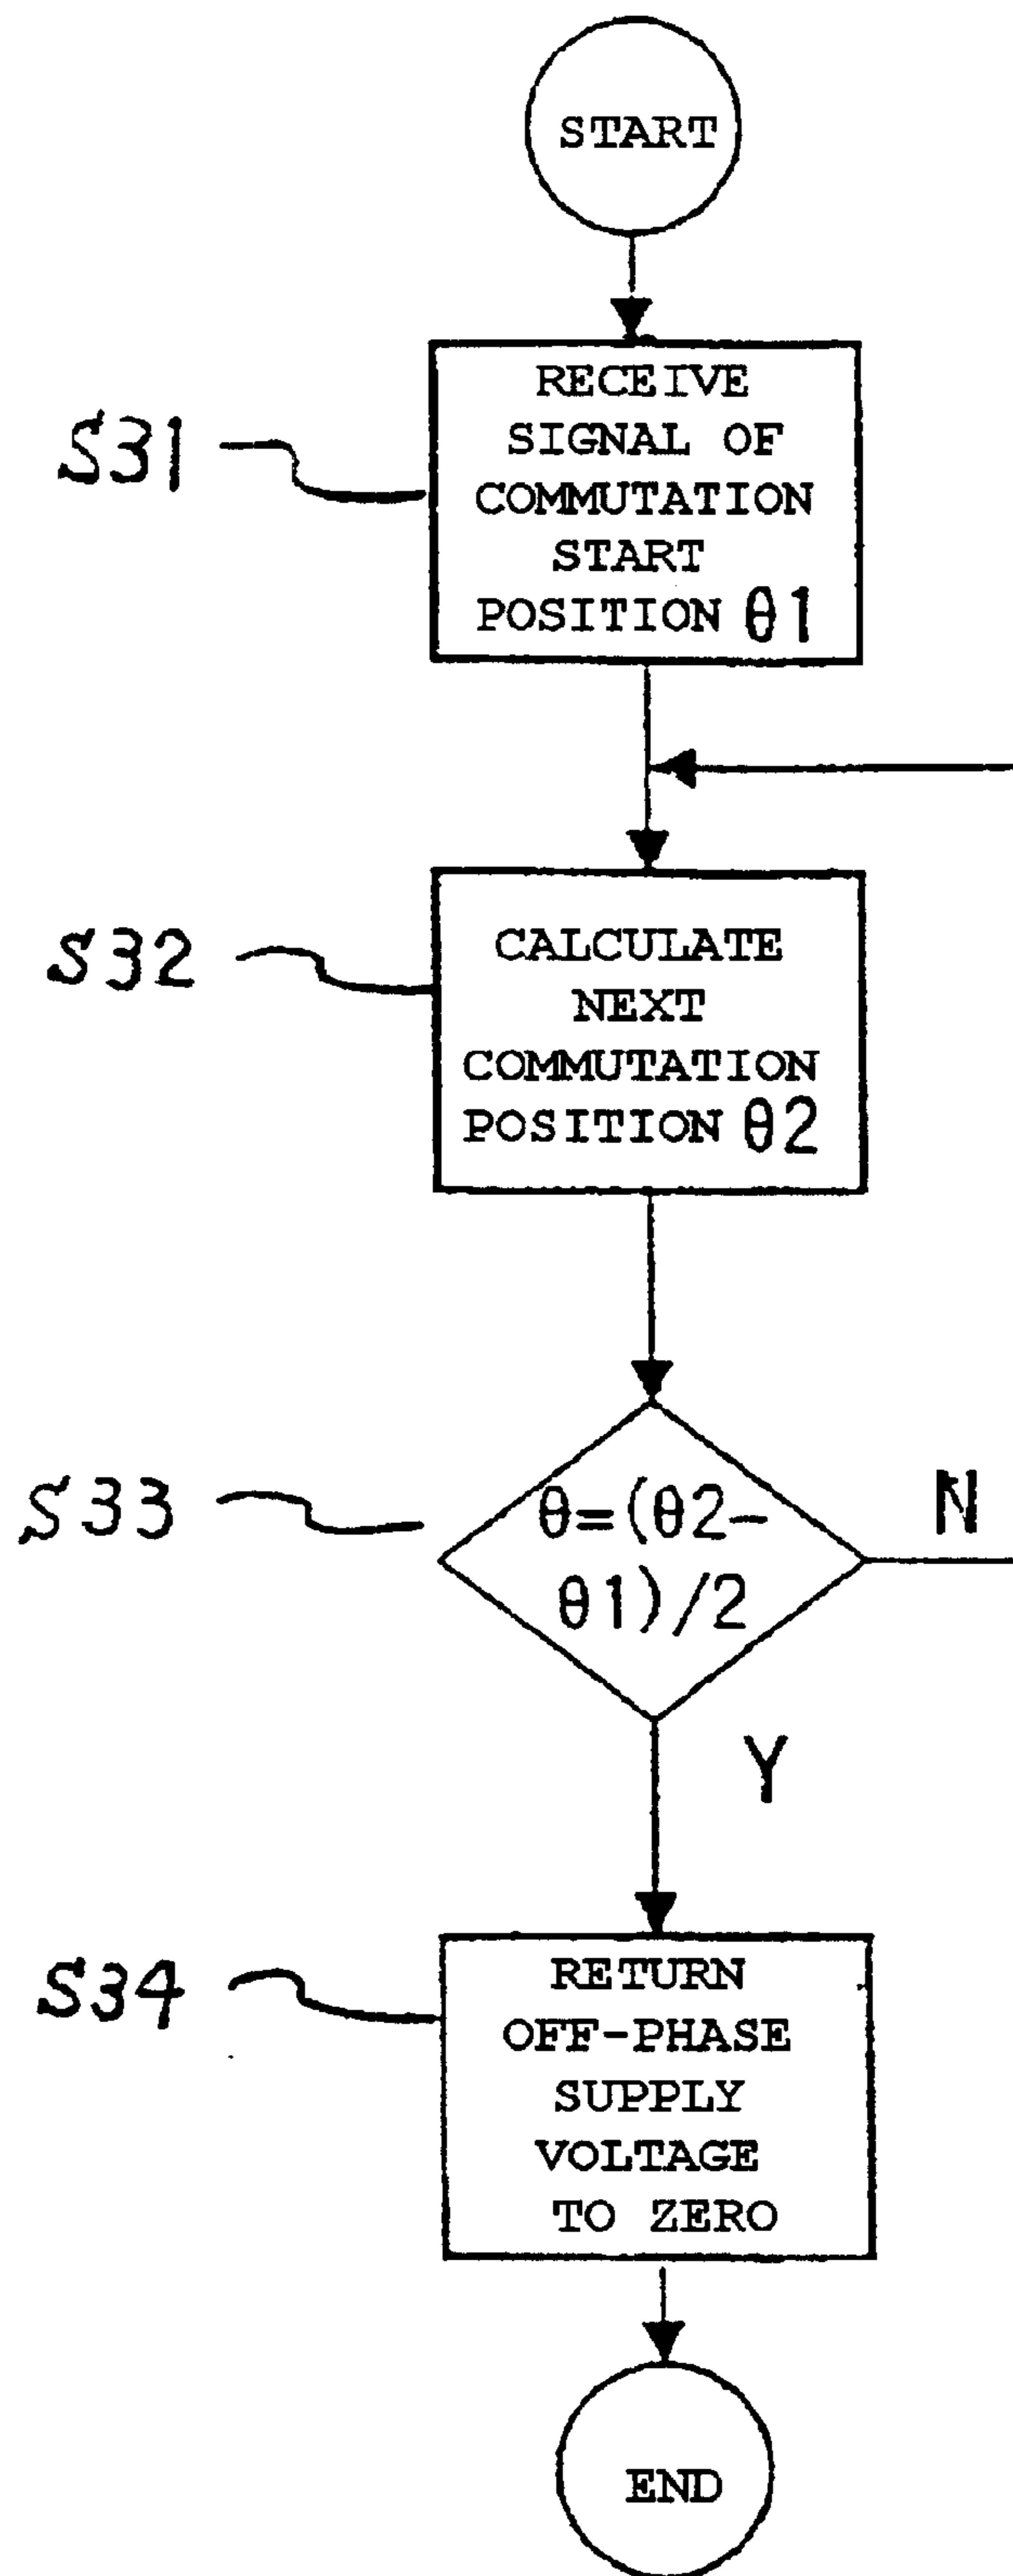 START
S31
RECEIVE
SIGNAL OF
COMMUTATION
START
POSITION θ1
S32
CALCULATE
NEXT
COMMUTATION
POSITION θ2
S33
θ=(θ2-
θ1)/2
N
Y
S34
RETURN
OFF-PHASE
SUPPLY
VOLTAGE
TO ZERO
END